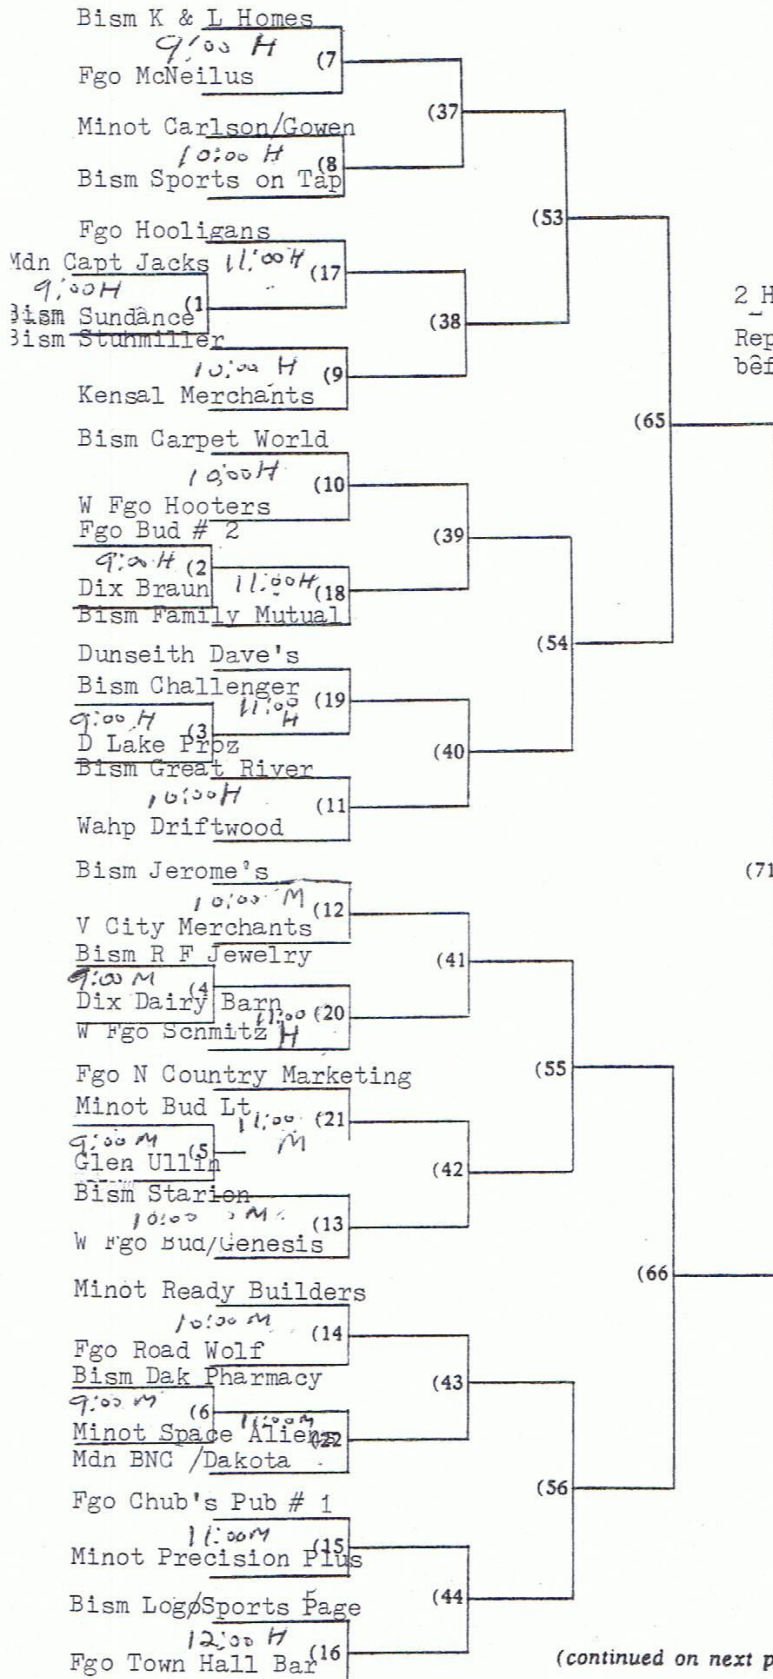 Bism K & L Homes
9:00 H
(7
Fgo McNeilus
(37
Minot Carlson/Gowen
10:00 H
(8
Bism Sports on Tap
(53
Fgo Hooligans
Mdn Capt Jacks 11:00 H
(17
9:00 H
(1
Bism Sundance
Bism Stuhmiller
(38
10:00 H
(9
Kensal Merchants
2 H
Rep
bef
(65
Bism Carpet World
10:00 H
(10
W Fgo Hooters
Fgo Bud # 2
(39
9:00 H (2
Dix Braun 11:00 H (18
Bism Family Mutual
(54
Dunseith Dave's
Bism Challenger
(19
9:00 H (3 11:00 H
D Lake Proz
(40
Bism Great River
10:00 H
(11
Wahp Driftwood
Bism Jerome's
(71
10:00 M
(12
V City Merchants
Bism R F Jewelry
(41
9:00 M (4
Dix Dairy Barn
11:00 H (20
W Fgo Schmitz
(55
Fgo N Country Marketing
Minot Bud Lt
11:00 M
(21
9:00 M (5
Glen Ullin
(42
Bism Starion
10:00 M
(13
W Fgo Bud/Genesis
(66
Minot Ready Builders
10:00 M
(14
Fgo Road Wolf
Bism Dak Pharmacy
(43
9:00 M
(6 11:00 M
Minot Space Aliens
(22
Mdn BNC /Dakota
(56
Fgo Chub's Pub # 1
11:00 M
(15
Minot Precision Plus
(44
Bism Logo/Sports Page
12:00 H
(16
Fgo Town Hall Bar
(continued on next p